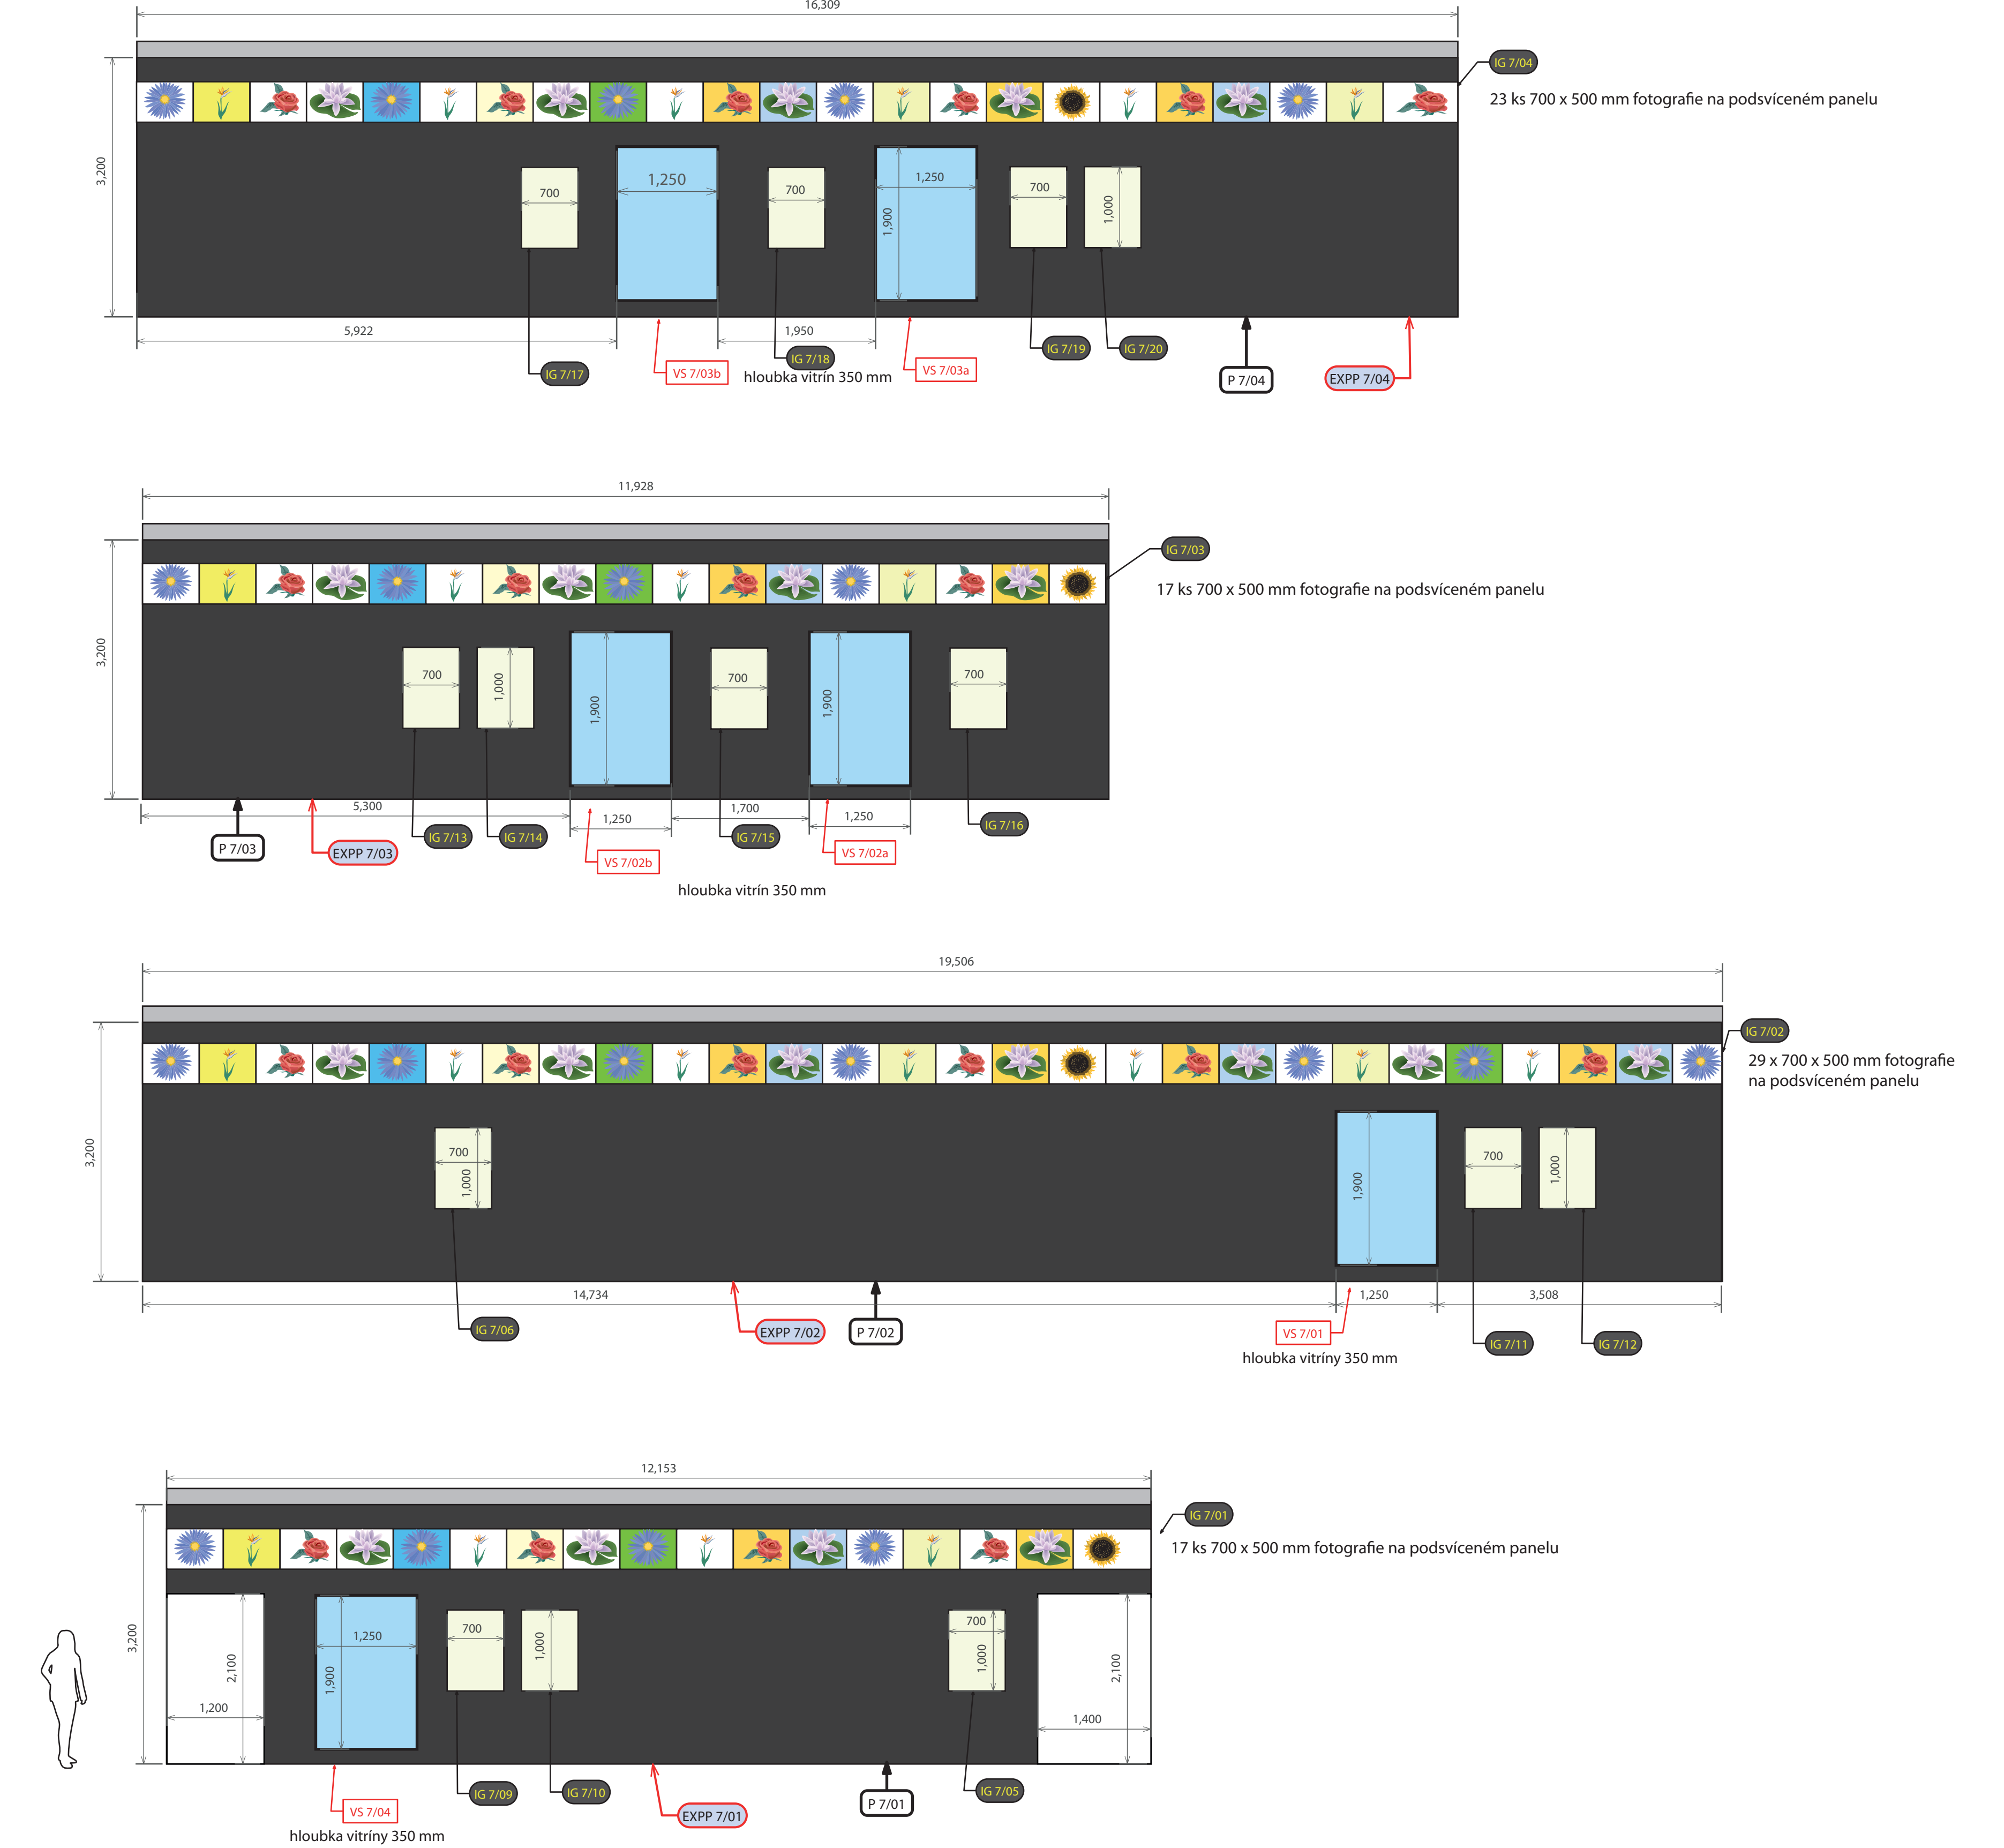 16,309
IG 7/04
23 ks 700 x 500 mm fotografie na podsvíceném panelu
3,200
700
1,250
700
1,250
1,900
700
1,000
5,922
1,950
IG 7/17
VS 7/03b
IG 7/18
hloubka vitrín 350 mm
VS 7/03a
IG 7/19
IG 7/20
P 7/04
EXPP 7/04
11,928
IG 7/03
17 ks 700 x 500 mm fotografie na podsvíceném panelu
3,200
700
1,000
1,900
700
1,900
700
5,300
1,250
1,700
1,250
P 7/03
EXPP 7/03
IG 7/13
IG 7/14
VS 7/02b
IG 7/15
VS 7/02a
IG 7/16
hloubka vitrín 350 mm
19,506
IG 7/02
29 x 700 x 500 mm fotografie
na podsvíceném panelu
3,200
700
1,000
1,900
700
1,000
14,734
1,250
3,508
IG 7/06
EXPP 7/02
P 7/02
VS 7/01
hloubka vitríny 350 mm
IG 7/11
IG 7/12
12,153
IG 7/01
17 ks 700 x 500 mm fotografie na podsvíceném panelu
3,200
2,100
1,200
1,250
1,900
700
1,000
700
1,000
2,100
1,400
VS 7/04
hloubka vitríny 350 mm
IG 7/09
IG 7/10
EXPP 7/01
P 7/01
IG 7/05